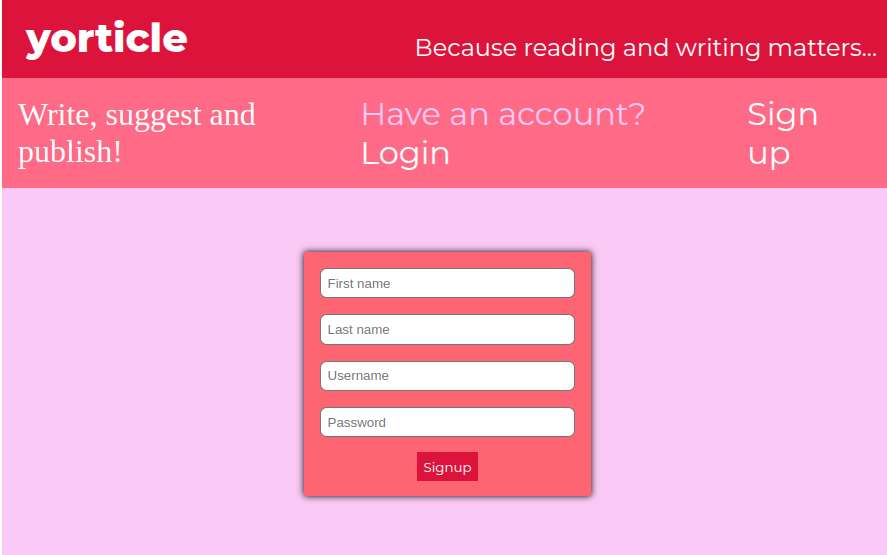 yorticle
Because reading and writing matters...
Write, suggest and
publish!
Have an account?
Login
Sign
up
First name
Last name
Username
Password
Signup